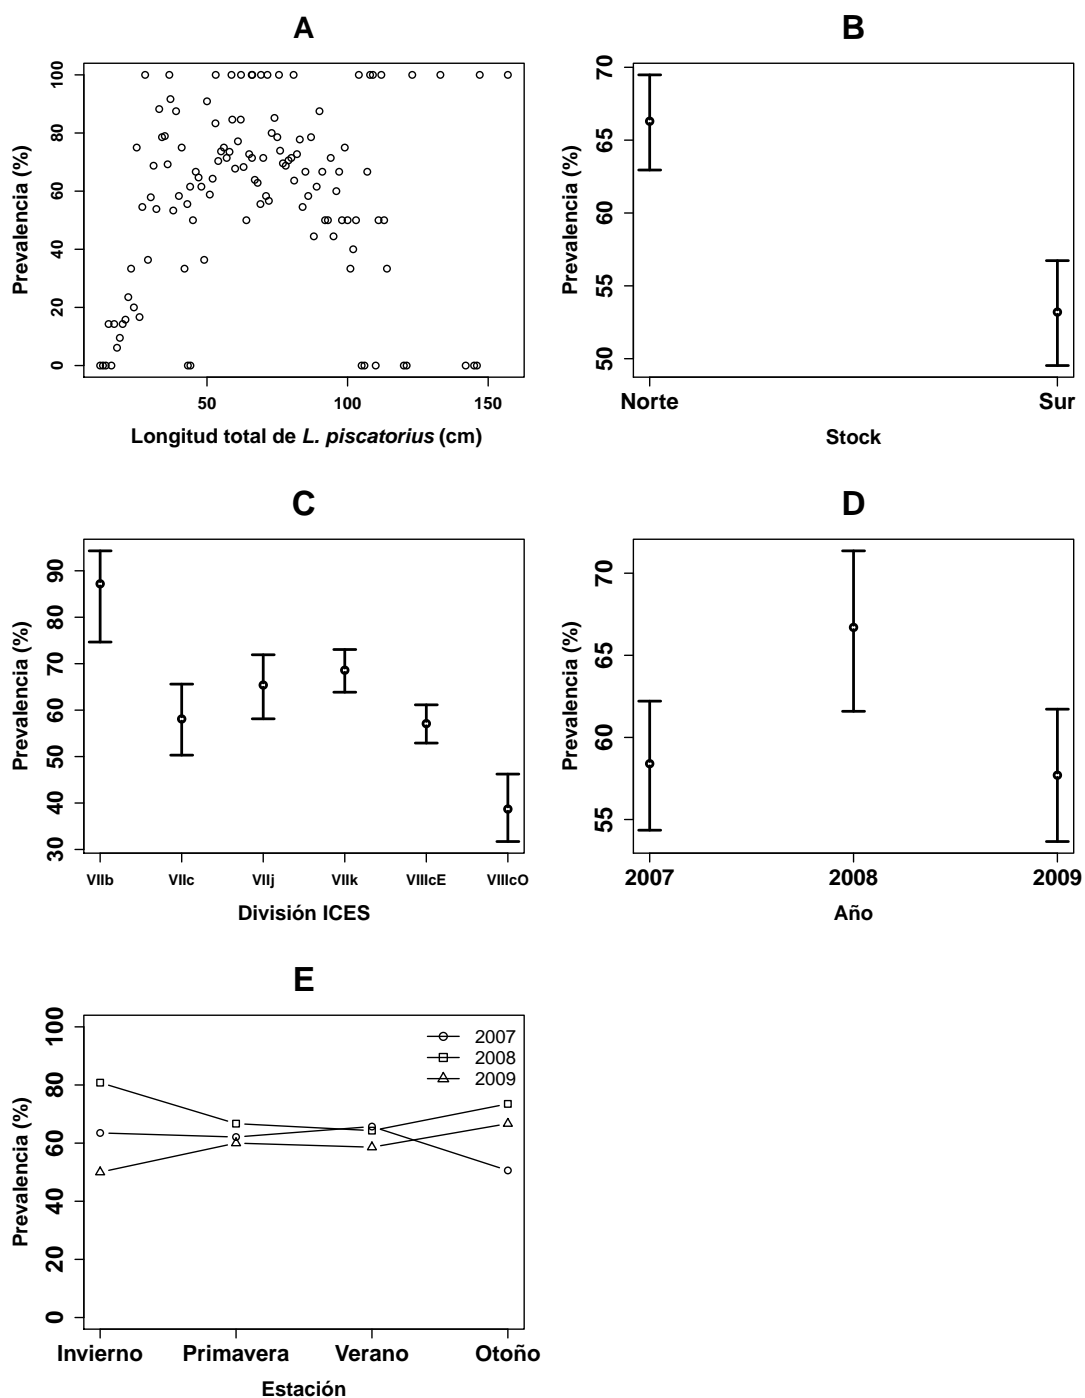 A
Prevalencia (%)
100
80
60
40
20
0
50
100
150
Longitud total de L. piscatorius (cm)
B
Prevalencia (%)
70
65
60
55
50
Norte
Sur
Stock
C
Prevalencia (%)
90
80
70
60
50
40
30
VIIb
VIIc
VIIj
VIIk
VIIIcE
VIIIcO
División ICES
D
Prevalencia (%)
70
65
60
55
2007
2008
2009
Año
E
Prevalencia (%)
100
80
60
40
20
0
2007
2008
2009
Invierno
Primavera
Verano
Otoño
Estación